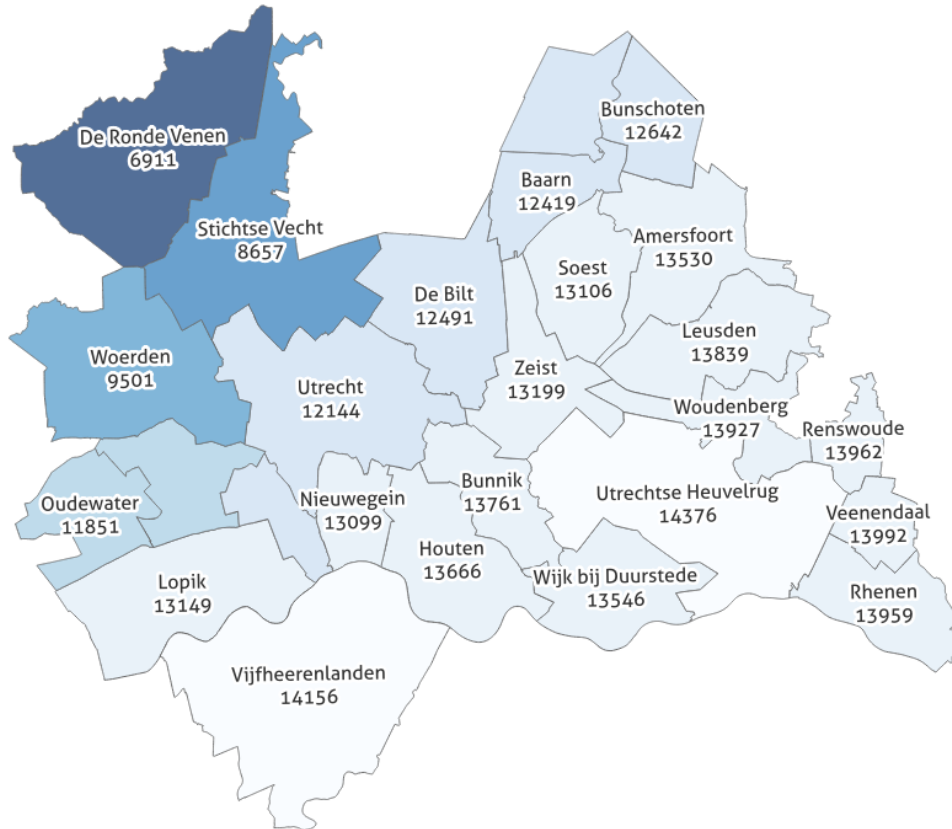 Bunschoten
12642
De Ronde Venen
6911
Baarn
12419
Stichtse Vecht
8657
Amersfoort
13530
Soest
13106
De Bilt
12491
Leusden
13839
Woerden
9501
Zeist
13199
Utrecht
12144
Woudenberg
13927
Renswoude
13962
Oudewater
11851
Nieuwegein
13099
Bunnik
13761
Utrechtse Heuvelrug
14376
Veenendaal
13992
Houten
13666
Lopik
13149
Wijk bij Duurstede
13546
Rhenen
13959
Vijfheerenlanden
14156